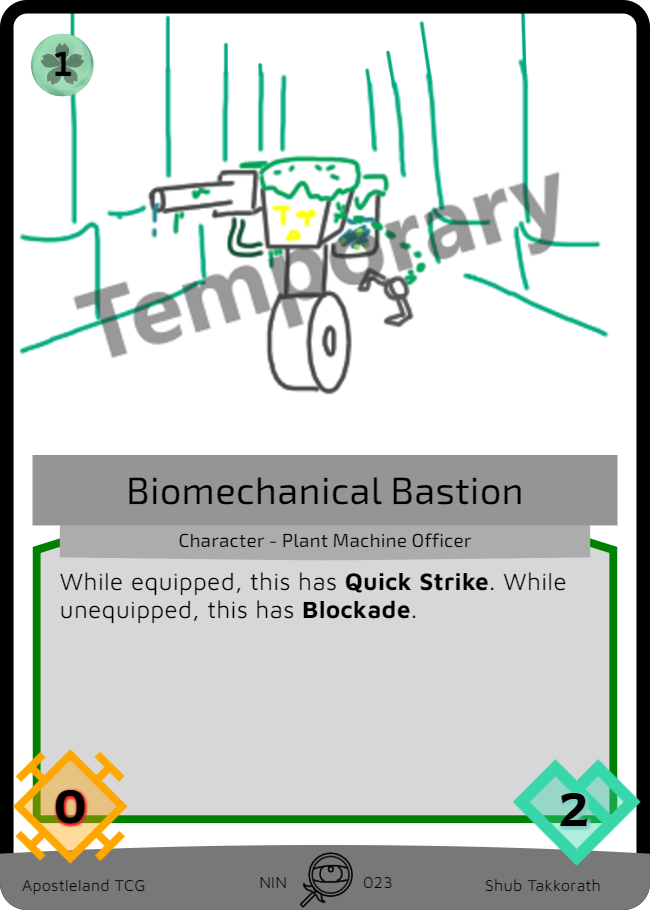 1
Temporary
Biomechanical Bastion
Character - Plant Machine Officer
While equipped, this has Quick Strike. While
unequipped, this has Blockade.
0
2
Apostleland TCG
NIN
023
Shub Takkorath